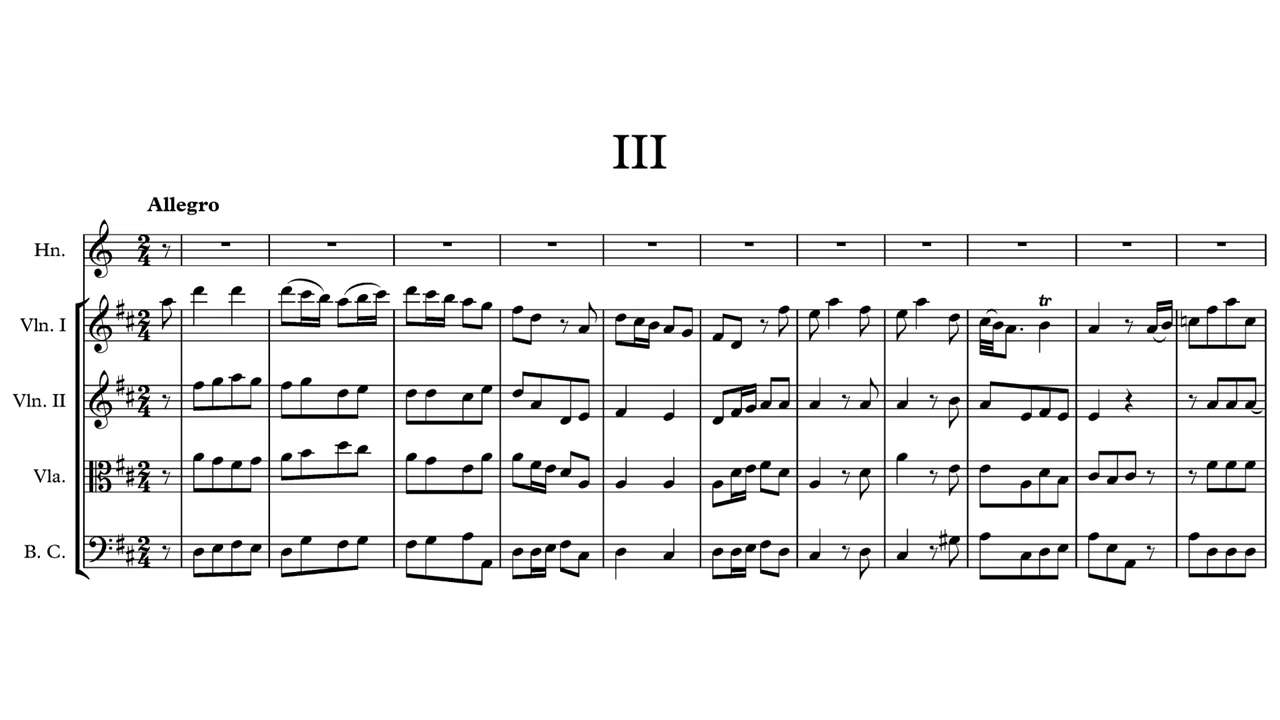 III
Allegro
Hn.
Vln. I
tr
Vln. II
Vla.
B. C.